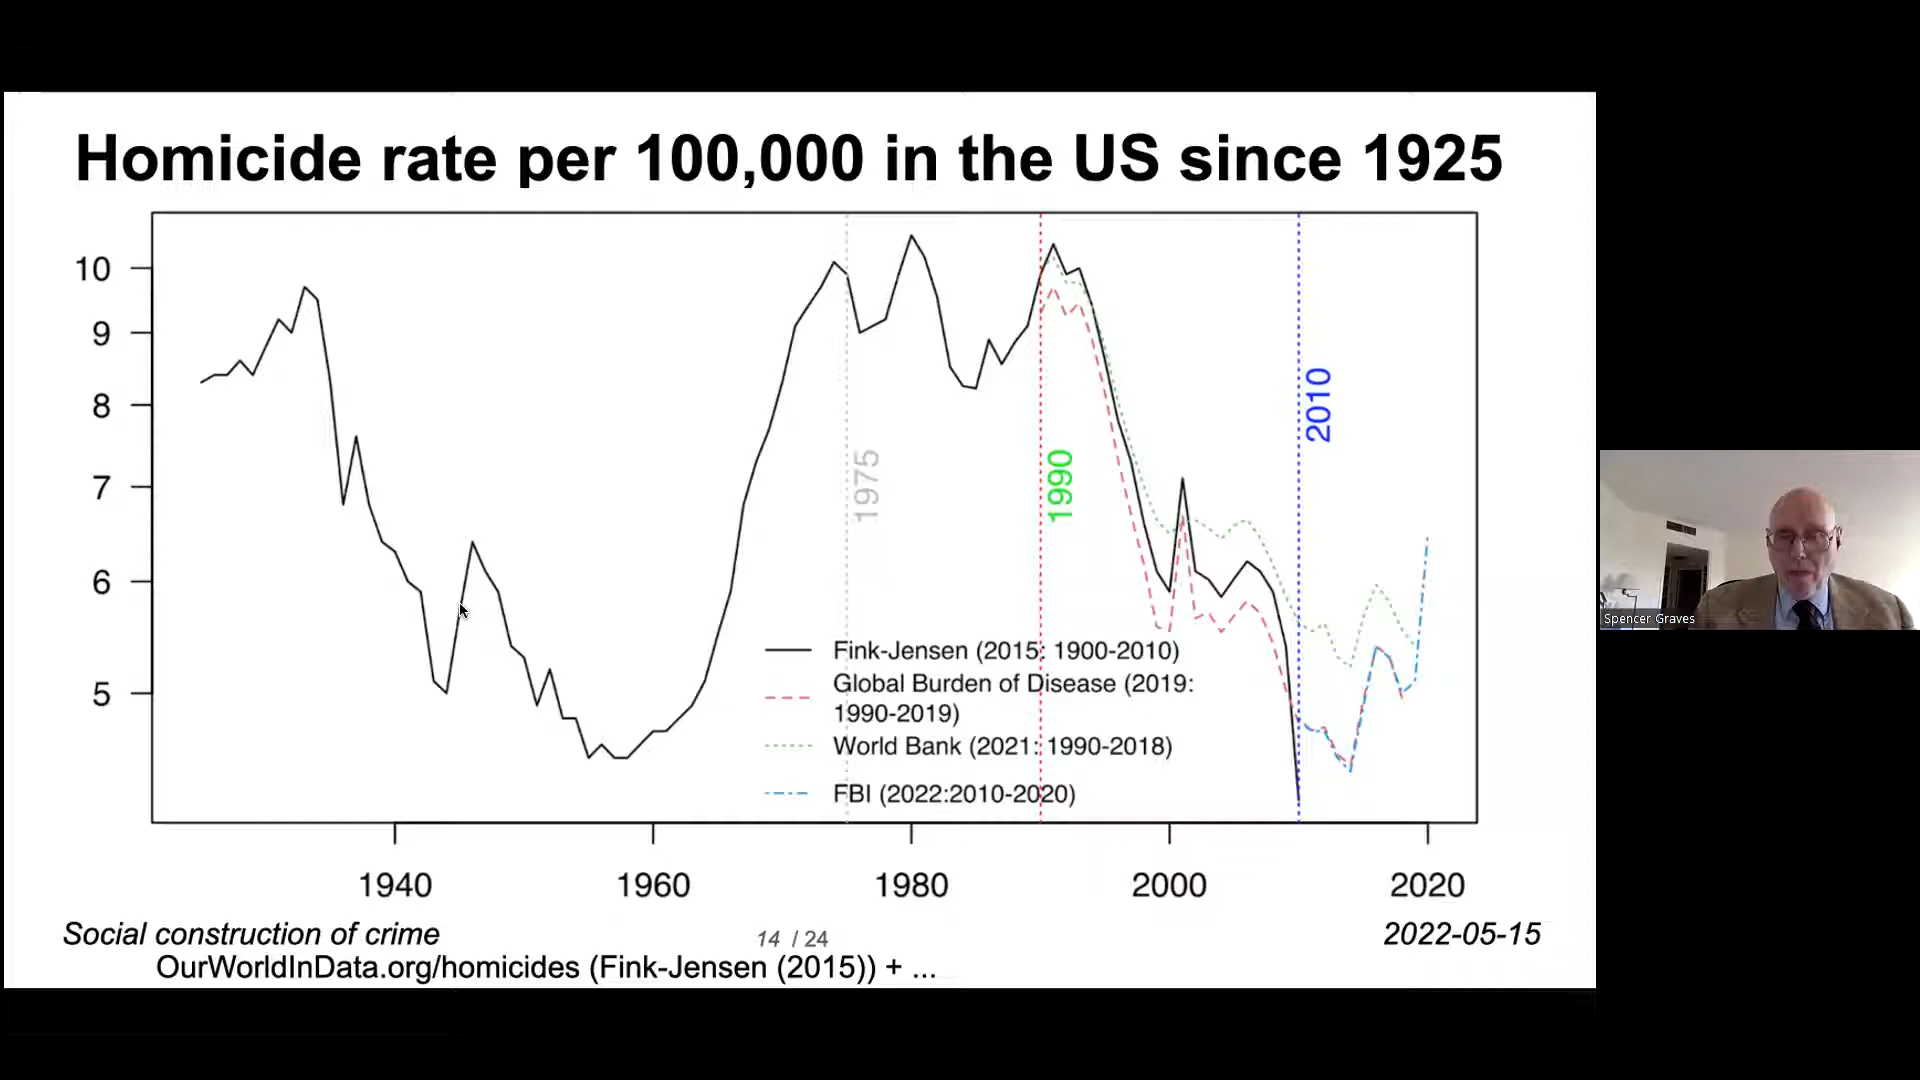 Homicide rate per 100,000 in the US since 1925
10
9
8
7
6
5
1975
1990
2010
Fink-Jensen (2015: 1900-2010)
Global Burden of Disease (2019:
1990-2019)
World Bank (2021: 1990-2018)
FBI (2022:2010-2020)
1940
1960
1980
2000
2020
Social construction of crime
14 / 24
2022-05-15
OurWorldInData.org/homicides (Fink-Jensen (2015)) + ...
Spencer Graves